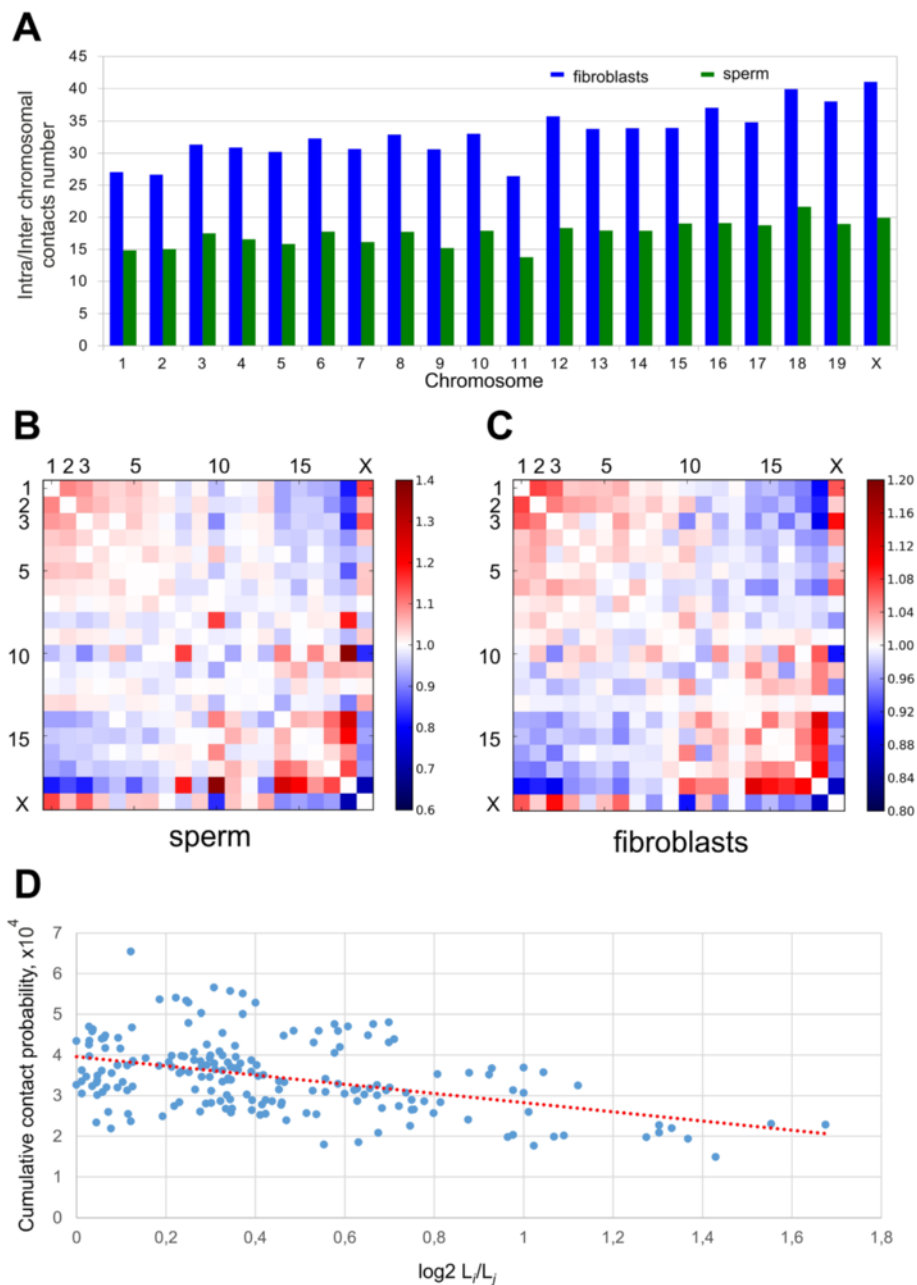 A
45
40
35
30
25
20
15
10
5
0
Intra/Inter chromosomal
contacts number
fibroblasts
sperm
1 2 3 4 5 6 7 8 9 10 11 12 13 14 15 16 17 18 19 X
Chromosome
B
1 2 3 5 10 15 X
1
2
3
5
10
15
X
1.4
1.3
1.2
1.1
1.0
0.9
0.8
0.7
0.6
sperm
C
1 2 3 5 10 15 X
1
2
3
5
10
15
X
1.20
1.16
1.12
1.08
1.04
1.00
0.96
0.92
0.88
0.84
0.80
fibroblasts
D
Cumulative contact probability, x10⁴
7
6
5
4
3
2
1
0
0 0,2 0,4 0,6 0,8 1 1,2 1,4 1,6 1,8
log2 Lᵢ/Lⱼ